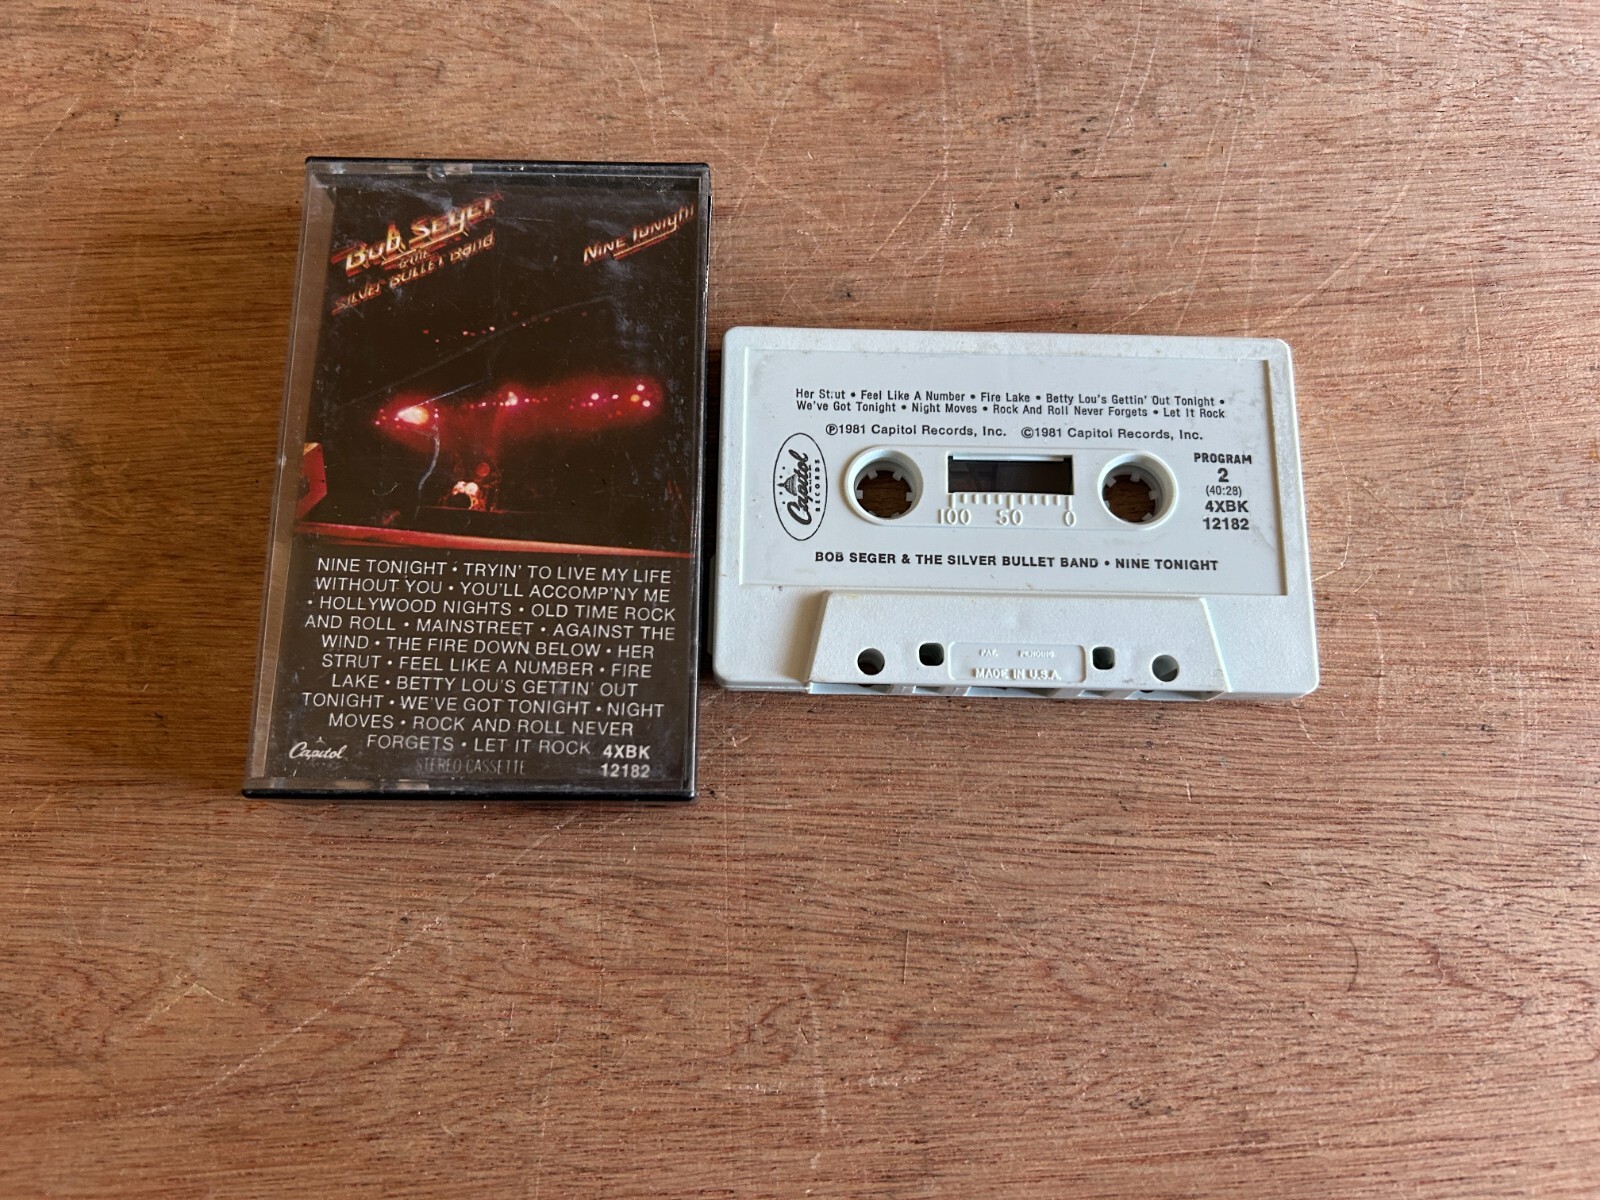 Bob Seger
& THE
SILVER BULLET Band
NINE TONIGHT
NINE TONIGHT • TRYIN' TO LIVE MY LIFE
WITHOUT YOU • YOU'LL ACCOMP'NY ME
• HOLLYWOOD NIGHTS • OLD TIME ROCK
AND ROLL • MAINSTREET • AGAINST THE
WIND • THE FIRE DOWN BELOW • HER
STRUT • FEEL LIKE A NUMBER • FIRE
LAKE • BETTY LOU'S GETTIN' OUT
TONIGHT • WE'VE GOT TONIGHT • NIGHT
MOVES • ROCK AND ROLL NEVER
FORGETS • LET IT ROCK
Capitol
STEREO CASSETTE
4XBK
12182
Her Strut • Feel Like A Number • Fire Lake • Betty Lou's Gettin' Out Tonight •
We've Got Tonight • Night Moves • Rock And Roll Never Forgets • Let It Rock
℗1981 Capitol Records, Inc. ©1981 Capitol Records, Inc.
Capitol
RECORDS
PROGRAM
2
(40:28)
4XBK
12182
100 50 0
BOB SEGER & THE SILVER BULLET BAND • NINE TONIGHT
PAT. PENDING
MADE IN U.S.A.